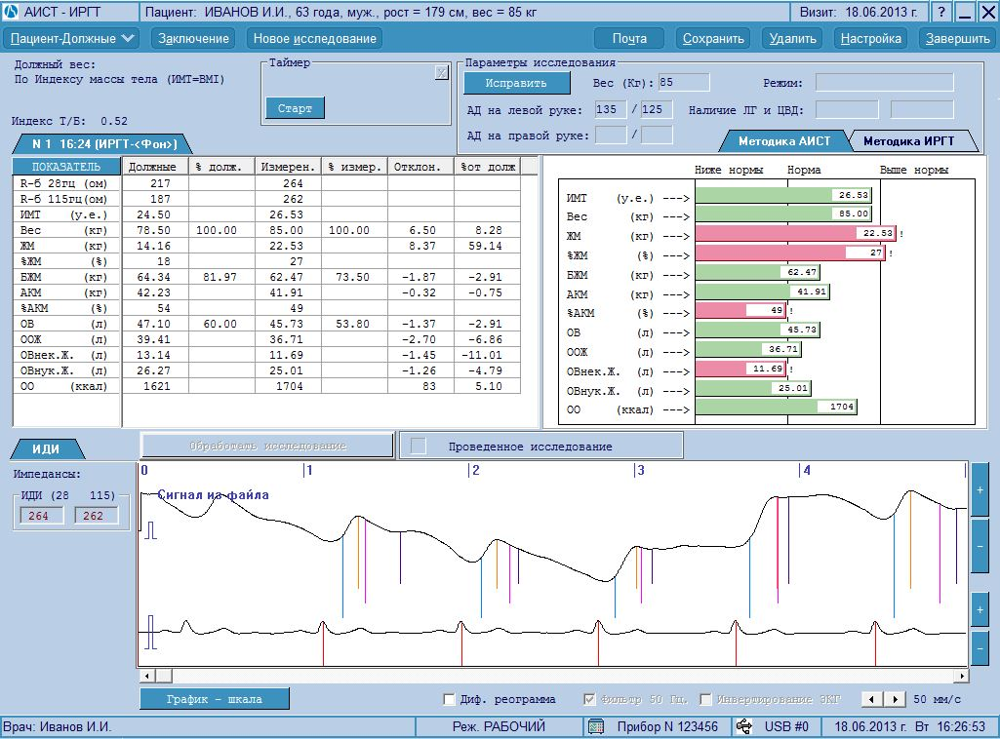 АИСТ - ИРГТ Пациент: ИВАНОВ И.И., 63 года, муж., рост = 179 см, вес = 85 кг Визит: 18.06.2013 г. ?
Пациент-Должные Заключение Новое исследование Почта Сохранить Удалить Настройка Завершить
Должный вес:
По Индексу массы тела (ИМТ=BMI)
Индекс Т/Б: 0.52
Таймер
X
Старт
Параметры исследования
Исправить Вес (Кг): 85 Режим:
АД на левой руке: 135 / 125 Наличие ЛГ и ЦВД:
АД на правой руке: /
N 1 16:24 (ИРГТ-<Фон>)
Методика АИСТ Методика ИРГТ
ПОКАЗАТЕЛЬ Должные % долж. Измерен. % измер. Отклон. %от долж
R-б 28гц (ом) 217 264
R-б 115гц(ом) 187 262
ИМТ (у.е.) 24.50 26.53
Вес (кг) 78.50 100.00 85.00 100.00 6.50 8.28
ЖМ (кг) 14.16 22.53 8.37 59.14
%ЖМ (%) 18 27
БЖМ (кг) 64.34 81.97 62.47 73.50 -1.87 -2.91
АКМ (кг) 42.23 41.91 -0.32 -0.75
%АКМ (%) 54 49
ОВ (л) 47.10 60.00 45.73 53.80 -1.37 -2.91
ООЖ (л) 39.41 36.71 -2.70 -6.86
ОВнек.Ж. (л) 13.14 11.69 -1.45 -11.01
ОВнук.Ж. (л) 26.27 25.01 -1.26 -4.79
ОО (ккал) 1621 1704 83 5.10
Ниже нормы Норма Выше нормы
ИМТ (у.е.) ---> 26.53
Вес (кг) ---> 85.00
ЖМ (кг) ---> 22.53 !
%ЖМ (%) ---> 27 !
БЖМ (кг) ---> 62.47
АКМ (кг) ---> 41.91
%АКМ (%) ---> 49 !
ОВ (л) ---> 45.73
ООЖ (л) ---> 36.71
ОВнек.Ж. (л) ---> 11.69 !
ОВнук.Ж. (л) ---> 25.01
ОО (ккал) ---> 1704
ИДИ
Обработать исследование Проведенное исследование
Импедансы:
ИДИ (28 115)
264 262
0 1 2 3 4
Сигнал из файла
+
-
+
-
График - шкала Диф. реограмма Фильтр 50 Гц. Инвертирование ЭКГ 50 мм/с
Врач: Иванов И.И. Реж. РАБОЧИЙ Прибор N 123456 USB #0 18.06.2013 г. Вт 16:26:53